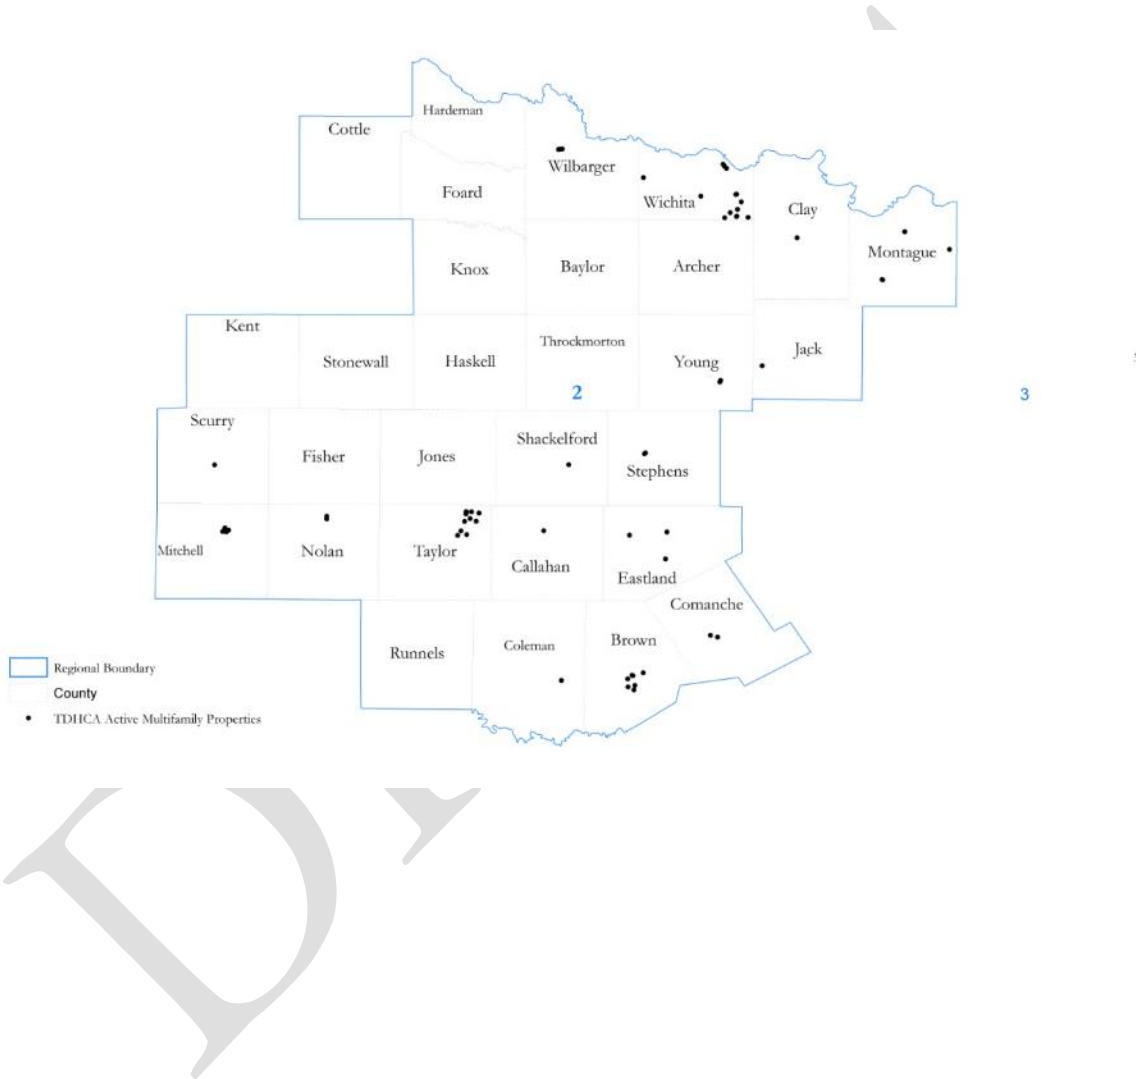 Hardeman
Cottle
Wilbarger
Foard
Wichita
Clay
Montague
Knox
Baylor
Archer
Kent
Throckmorton
Jack
Stonewall
Haskell
Young
2
3
Scurry
Shackelford
Fisher
Jones
Stephens
Mitchell
Nolan
Taylor
Callahan
Eastland
Comanche
Runnels
Coleman
Brown
Regional Boundary
County
TDHCA Active Multifamily Properties